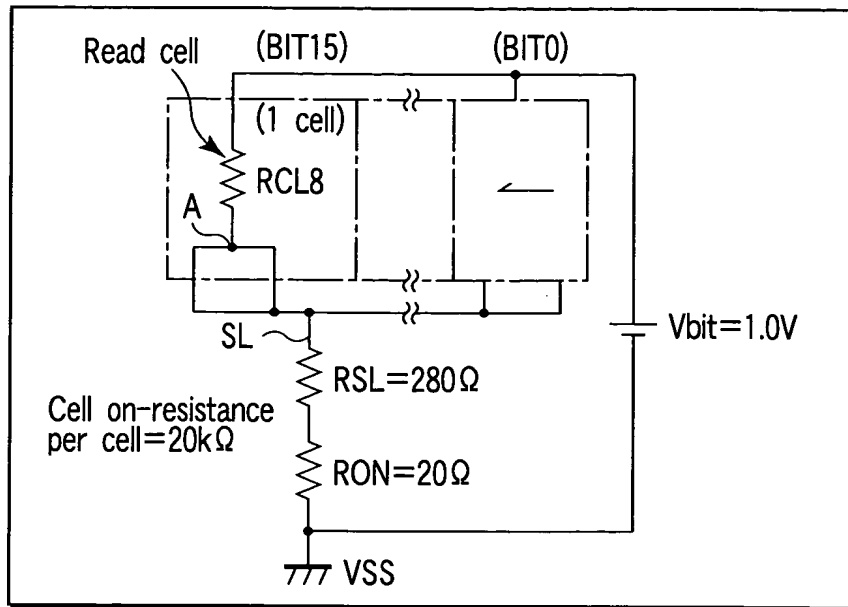 Read cell
(BIT15)
(BIT0)
(1 cell)
RCL8
A
SL
Vbit=1.0V
RSL=280Ω
Cell on-resistance
per cell=20kΩ
RON=20Ω
VSS